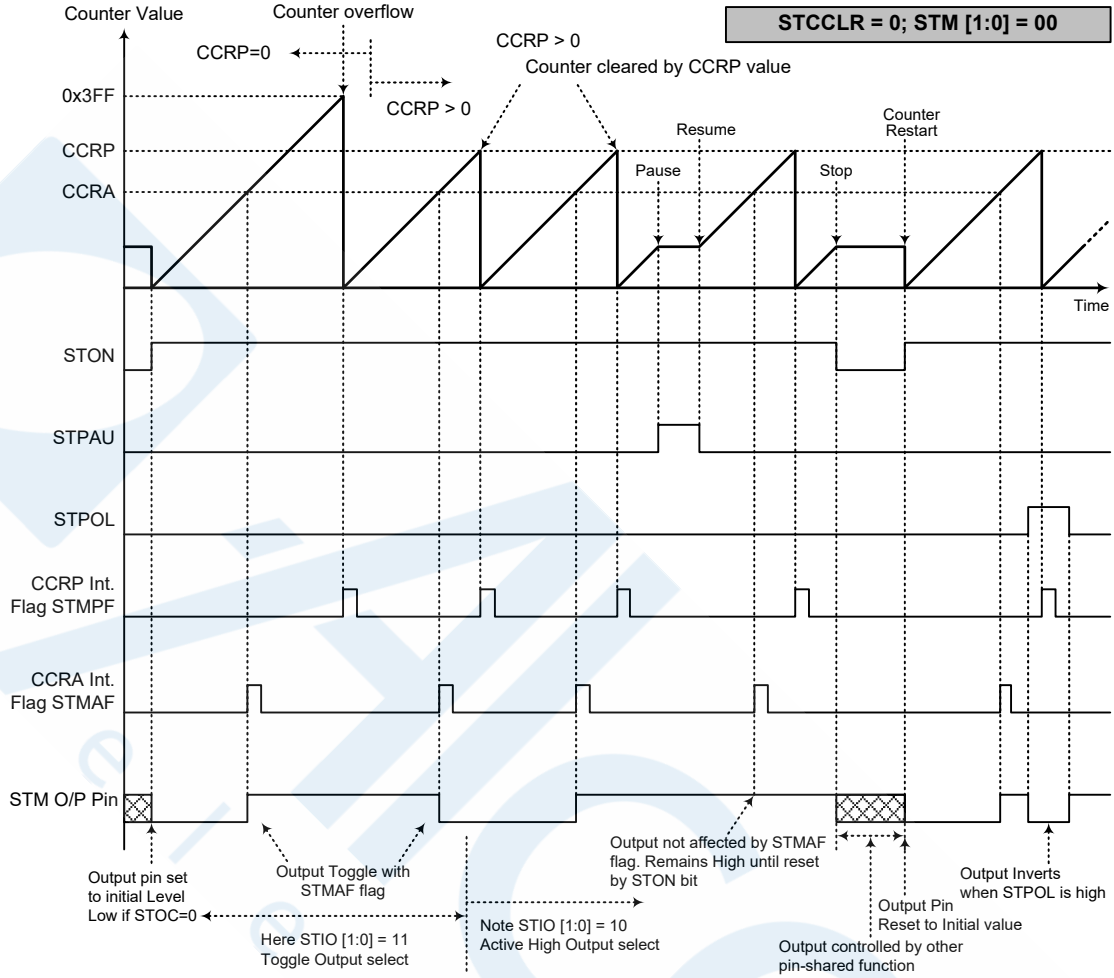 Counter Value
Counter overflow
STCCLR = 0; STM [1:0] = 00
CCRP=0
CCRP > 0
CCRP > 0
Counter cleared by CCRP value
0x3FF
CCRP
CCRA
Pause
Resume
Stop
Counter
Restart
Time
STON
STPAU
STPOL
CCRP Int.
Flag STMPF
CCRA Int.
Flag STMAF
STM O/P Pin
Output pin set
to initial Level
Low if STOC=0
Output Toggle with
STMAF flag
Here STIO [1:0] = 11
Toggle Output select
Note STIO [1:0] = 10
Active High Output select
Output not affected by STMAF
flag. Remains High until reset
by STON bit
Output controlled by other
pin-shared function
Output Pin
Reset to Initial value
Output Inverts
when STPOL is high